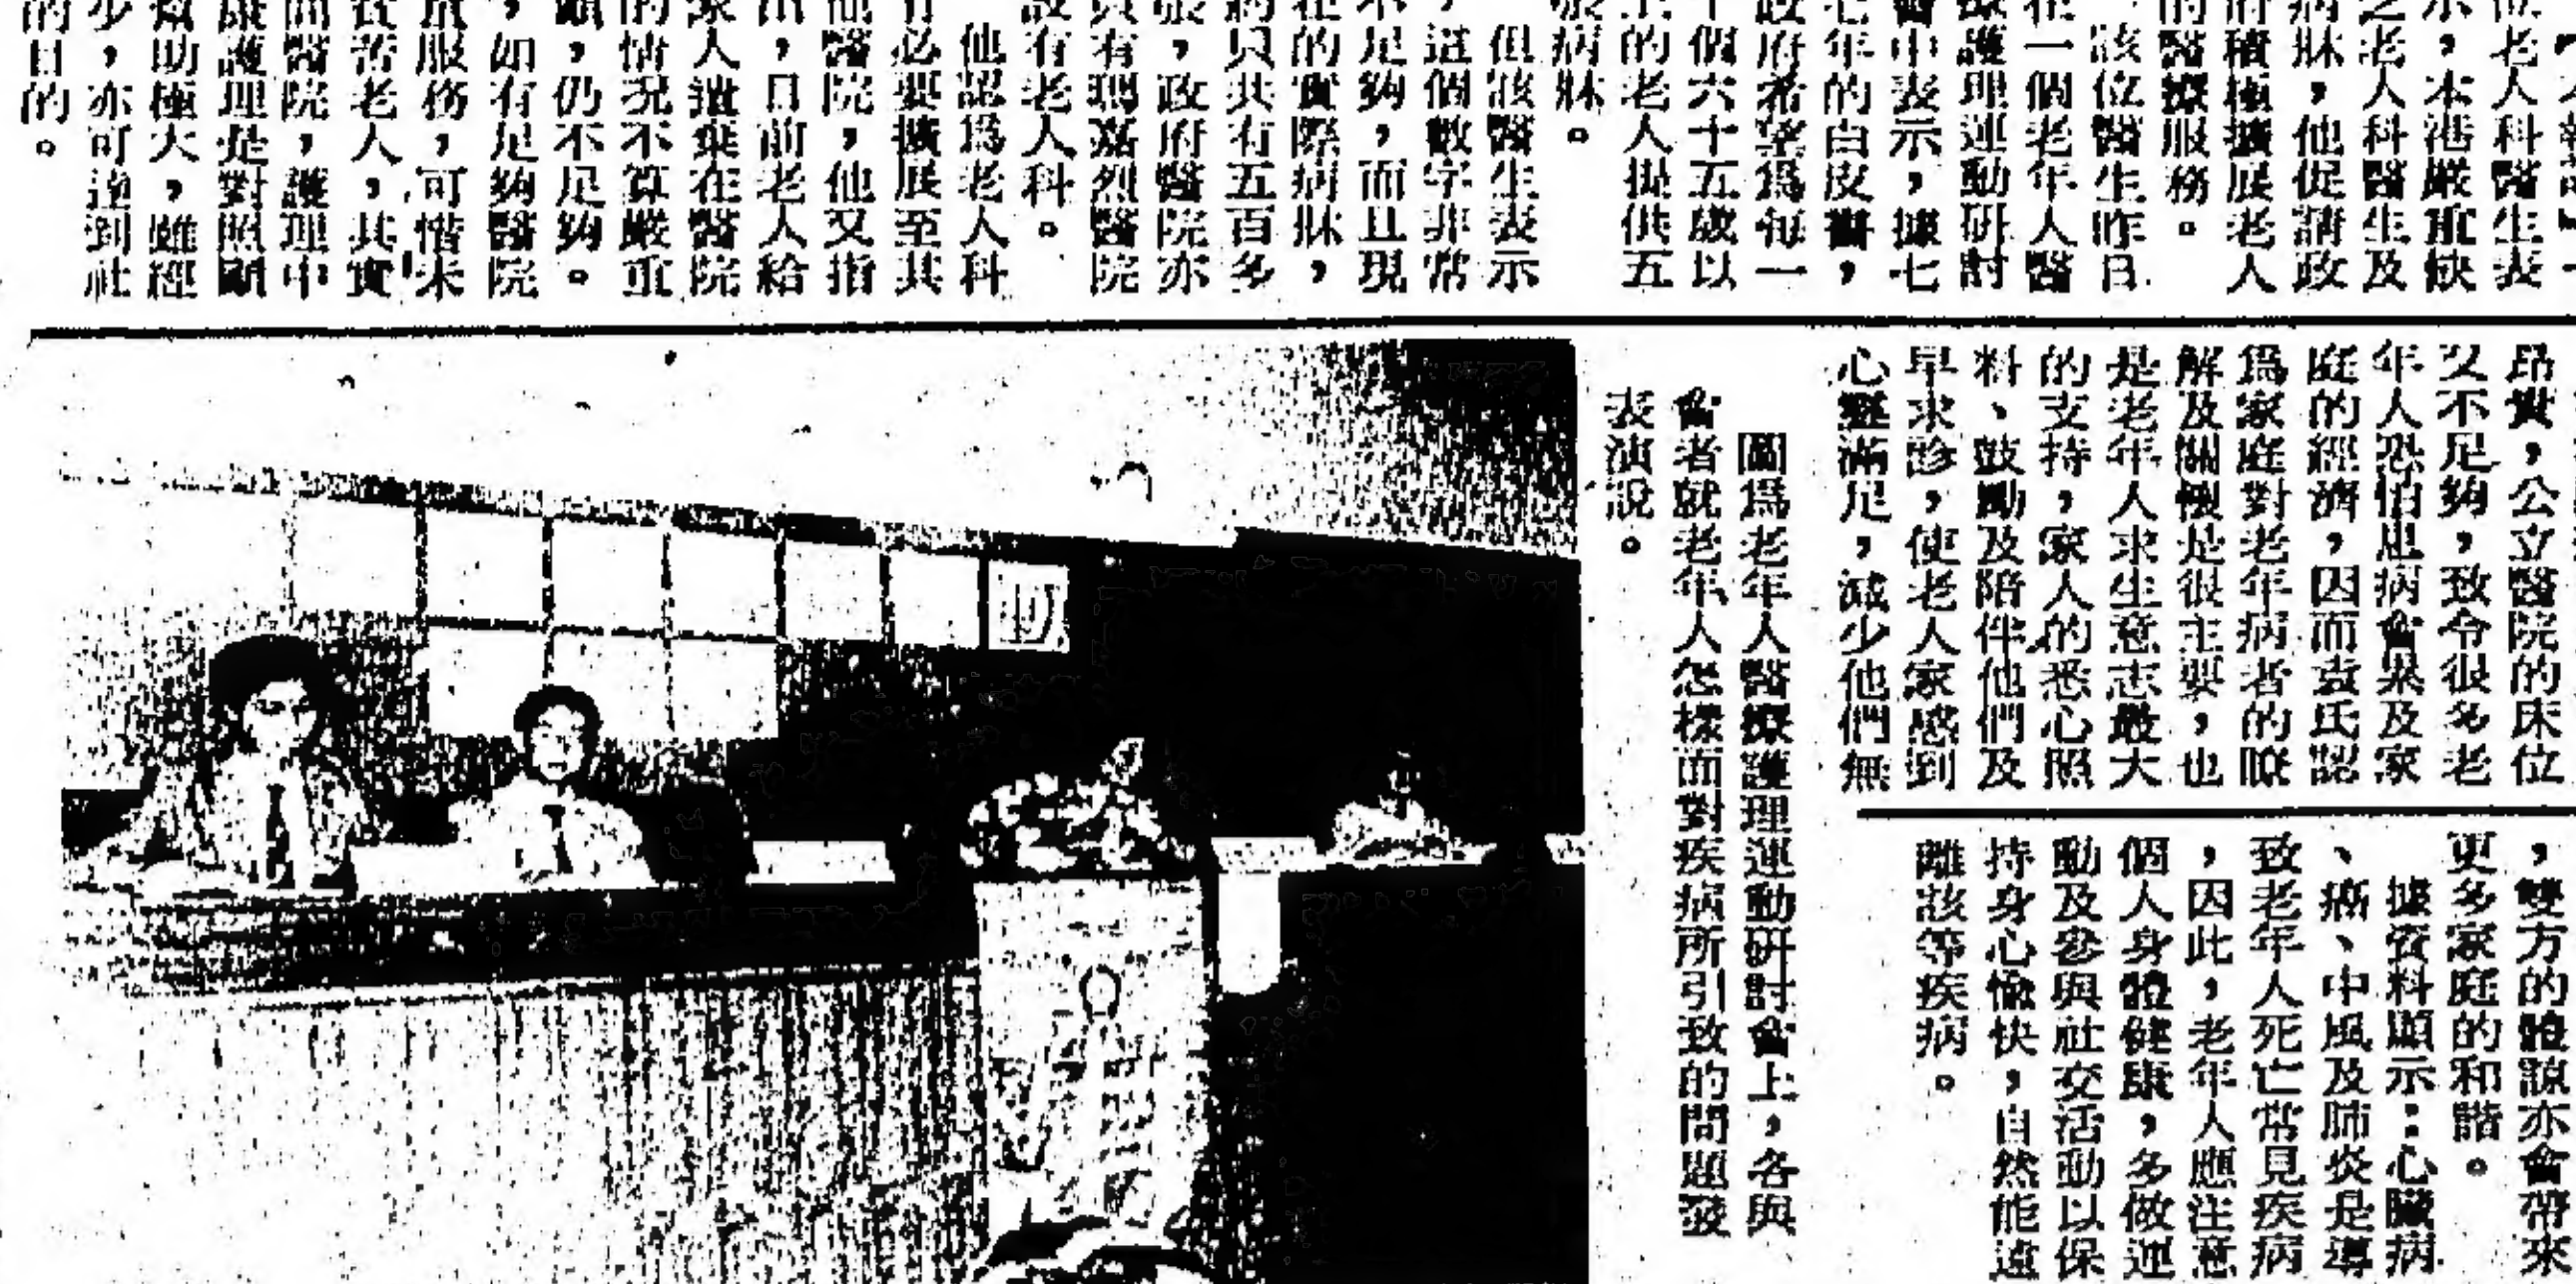 位老人科醫生表
示，本港嚴重缺
乏老人科醫生及
病牀，他促請政
府積極擴展老人
的醫療服務。
該位醫生昨日
在一個老年人醫
療護理運動研討
會中表示，據七
七年的白皮書，
政府希望為每一
千個六十五歲以
上的老人提供五
張病牀。
但該醫生表示
，這個數字非常
不足夠，而且現
在的實際病牀，
只共有五百多
張，政府醫院亦
只有瑪嘉烈醫院
設有老人科。
他認為老人科
有必要擴展至其
他醫院，他又指
出，目前老人給
家人遺棄在醫院
的情況不算嚴重
，仍不足夠。
，如有足夠醫院
服務，可惜未
老人，其實
醫院，護理中
康護理是對照顧
幫助極大，雖經
少，亦可達到社
的目的。
昂貴，公立醫院的床位
又不足夠，致令很多老
年人恐怕患病會累及家
庭的經濟，因而袁氏認
為家庭對老年病者的瞭
解及關懷是很主要，也
是老年人求生意志最大
的支持，家人的悉心照
料、鼓勵及陪伴他們及
早求診，使老人家感到
心靈滿足，減少他們無
圖為老年人醫療護理運動研討會上，各與
會者就老年人怎樣面對疾病所引致的問題發
表演說。
，雙方的體諒亦會帶來
更多家庭的和諧。
據資料顯示：心臟病
、癌、中風及肺炎是導
致老年人死亡常見疾病
，因此，老年人應注意
個人身體健康，多做運
動及參與社交活動以保
持身心愉快，自然能遠
離該等疾病。